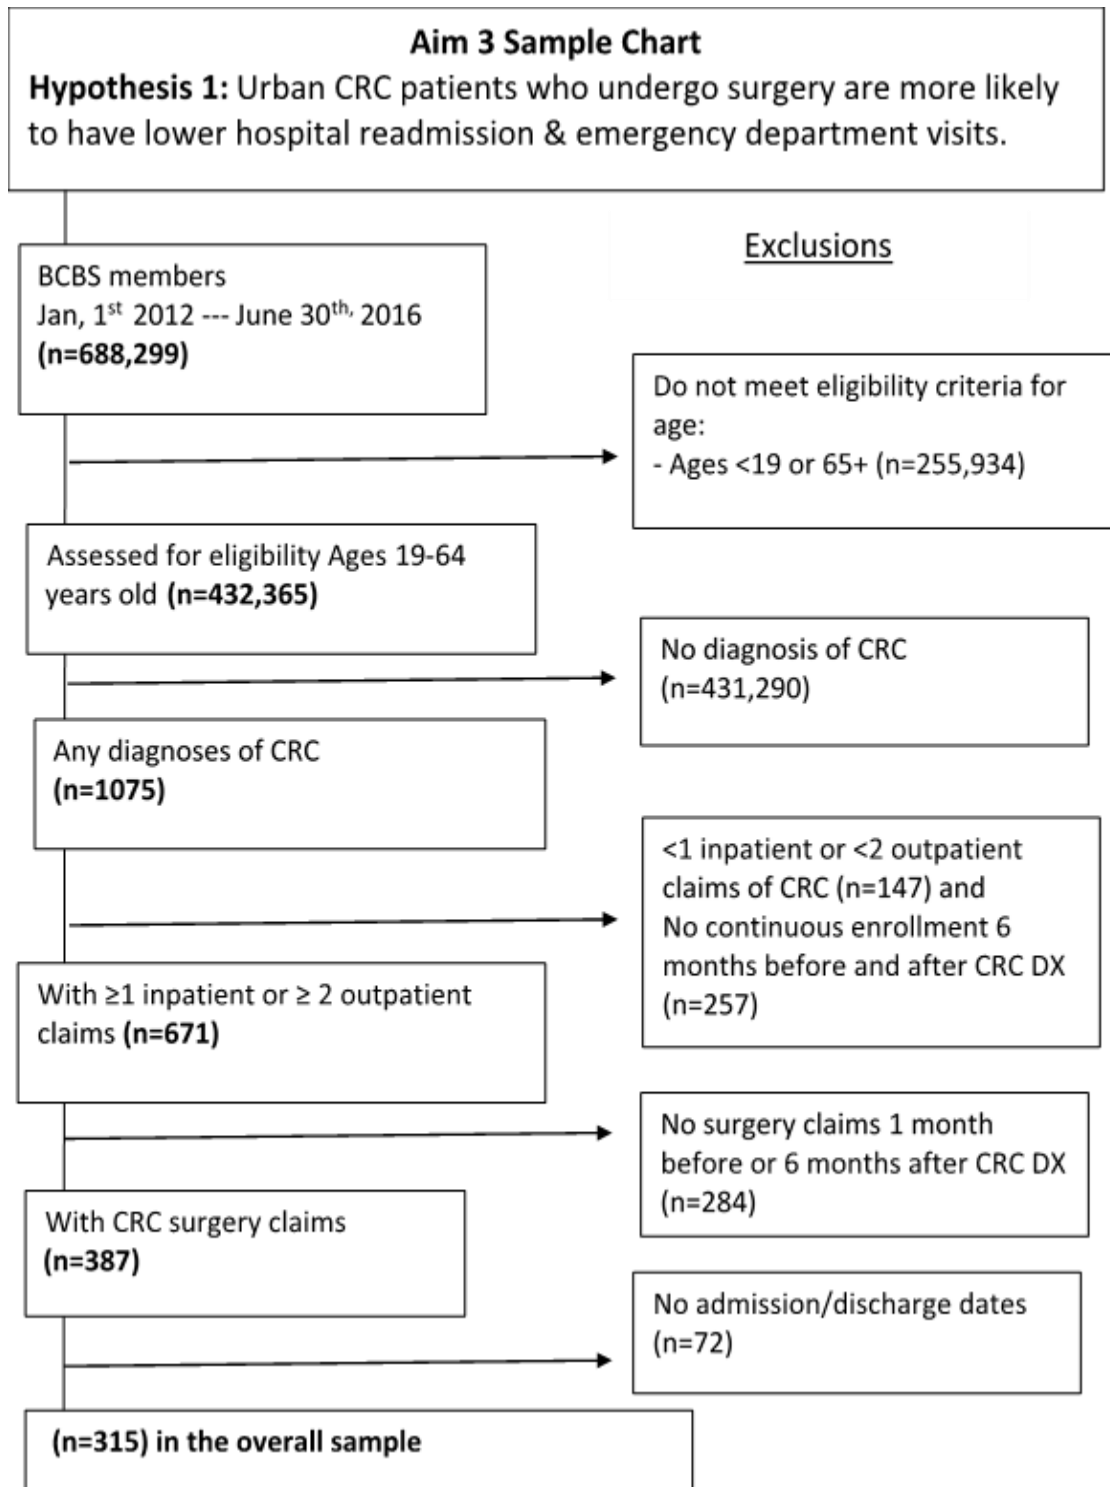 Aim 3 Sample Chart
Hypothesis 1: Urban CRC patients who undergo surgery are more likely
to have lower hospital readmission & emergency department visits.
Exclusions
BCBS members
Jan, 1st 2012 --- June 30th, 2016
(n=688,299)
Do not meet eligibility criteria for
age:
- Ages <19 or 65+ (n=255,934)
Assessed for eligibility Ages 19-64
years old (n=432,365)
No diagnosis of CRC
(n=431,290)
Any diagnoses of CRC
(n=1075)
<1 inpatient or <2 outpatient
claims of CRC (n=147) and
No continuous enrollment 6
months before and after CRC DX
(n=257)
With ≥1 inpatient or ≥ 2 outpatient
claims (n=671)
No surgery claims 1 month
before or 6 months after CRC DX
(n=284)
With CRC surgery claims
(n=387)
No admission/discharge dates
(n=72)
(n=315) in the overall sample